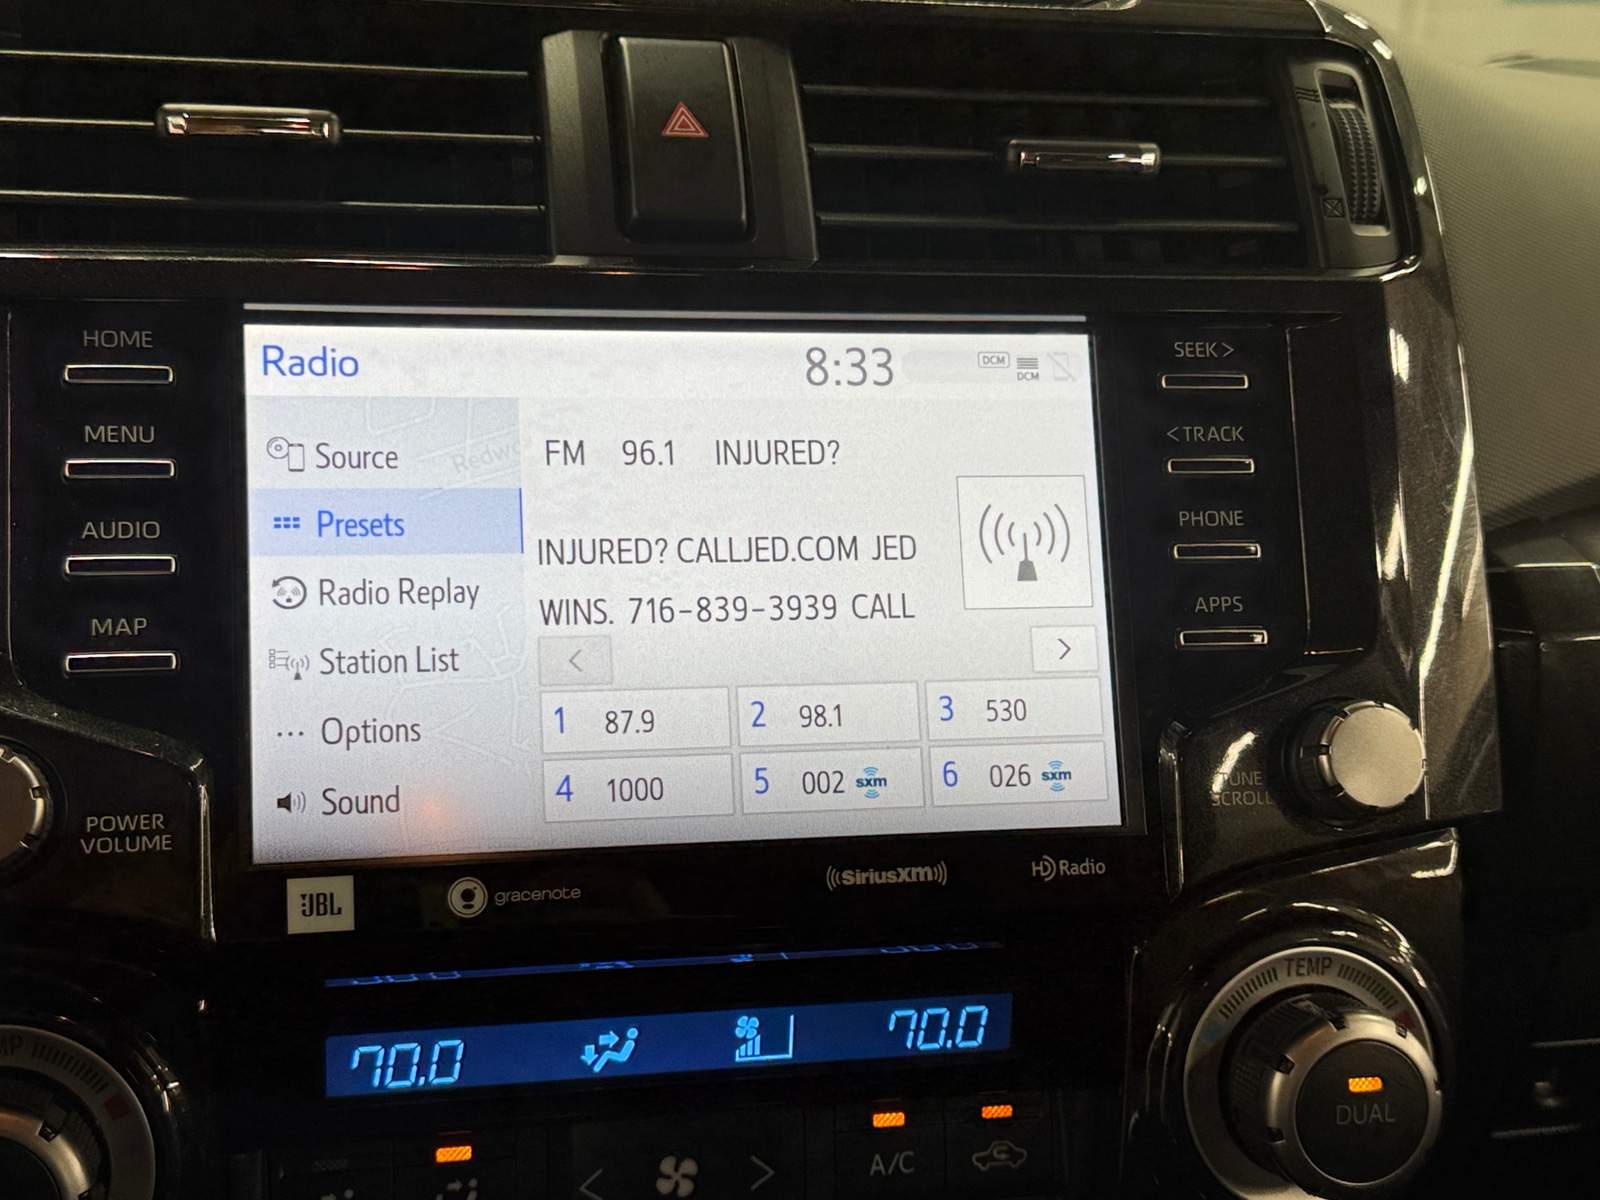 HOME
MENU
AUDIO
MAP
POWER
VOLUME
Radio
8:33
DCM
DCM
Source
Presets
Radio Replay
Station List
Options
Sound
FM 96.1 INJURED?
INJURED? CALLJED.COM JED
WINS. 716-839-3939 CALL
<
>
1 87.9
2 98.1
3 530
4 1000
5 002 sxm
6 026 sxm
SEEK>
<TRACK
PHONE
APPS
TUNE
SCROLL
JBL
gracenote
SiriusXM
HD Radio
70.0
70.0
TEMP
DUAL
A/C